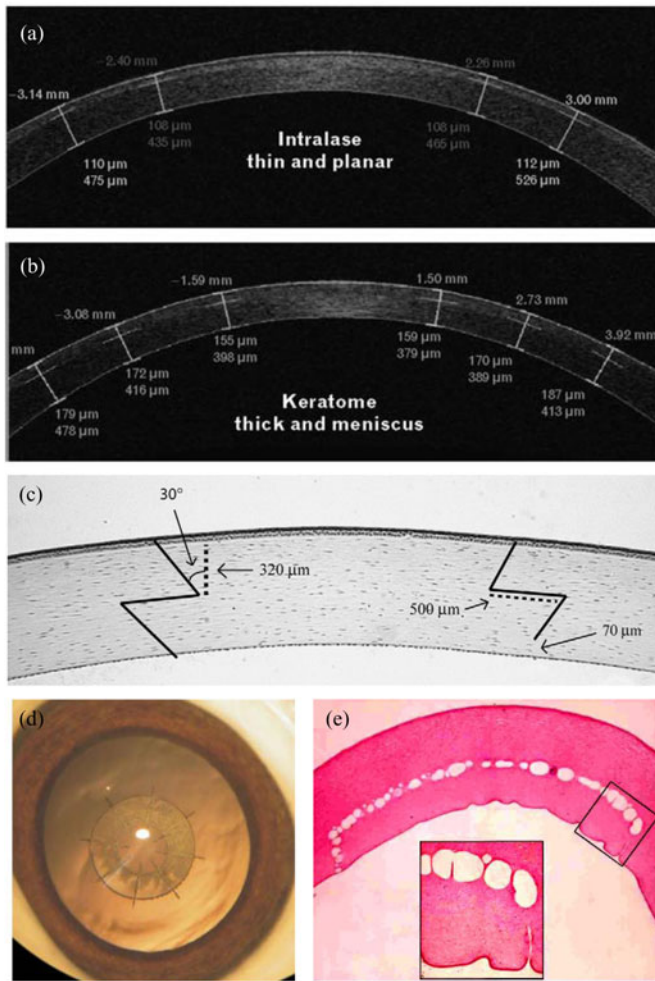 (a)
-2.40 mm
2.26 mm
-3.14 mm
3.00 mm
108 µm
435 µm
108 µm
465 µm
110 µm
475 µm
Intralase
thin and planar
112 µm
526 µm
(b)
-1.59 mm
1.50 mm
-3.08 mm
2.73 mm
mm
3.92 mm
155 µm
398 µm
159 µm
379 µm
172 µm
416 µm
170 µm
389 µm
179 µm
478 µm
Keratome
thick and meniscus
187 µm
413 µm
(c)
30°
320 µm
500 µm
70 µm
(d)
(e)